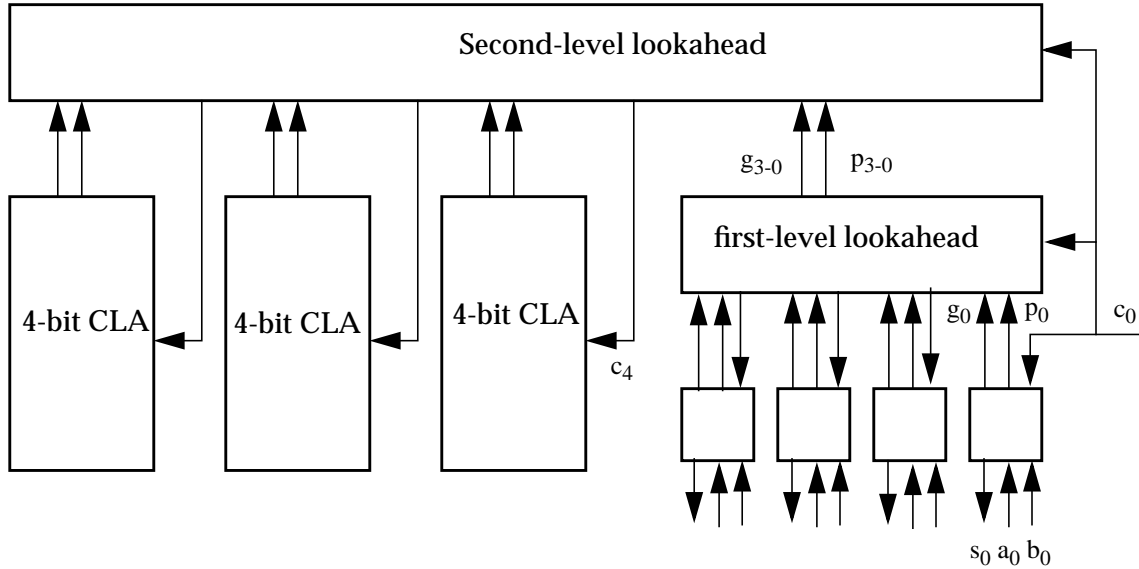 Second-level lookahead
g3-0 p3-0
first-level lookahead
4-bit CLA
4-bit CLA
4-bit CLA
g0 p0 c0
c4
s0 a0 b0